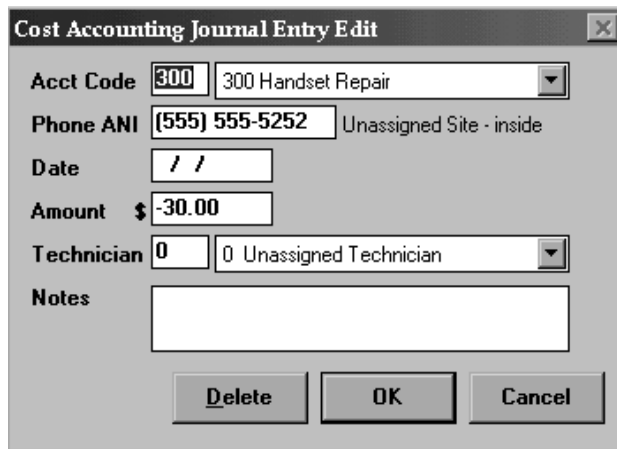 Cost Accounting Journal Entry Edit
Acct Code 300 300 Handset Repair
Phone ANI (555) 555-5252 Unassigned Site - inside
Date / /
Amount $ -30.00
Technician 0 0 Unassigned Technician
Notes
Delete OK Cancel